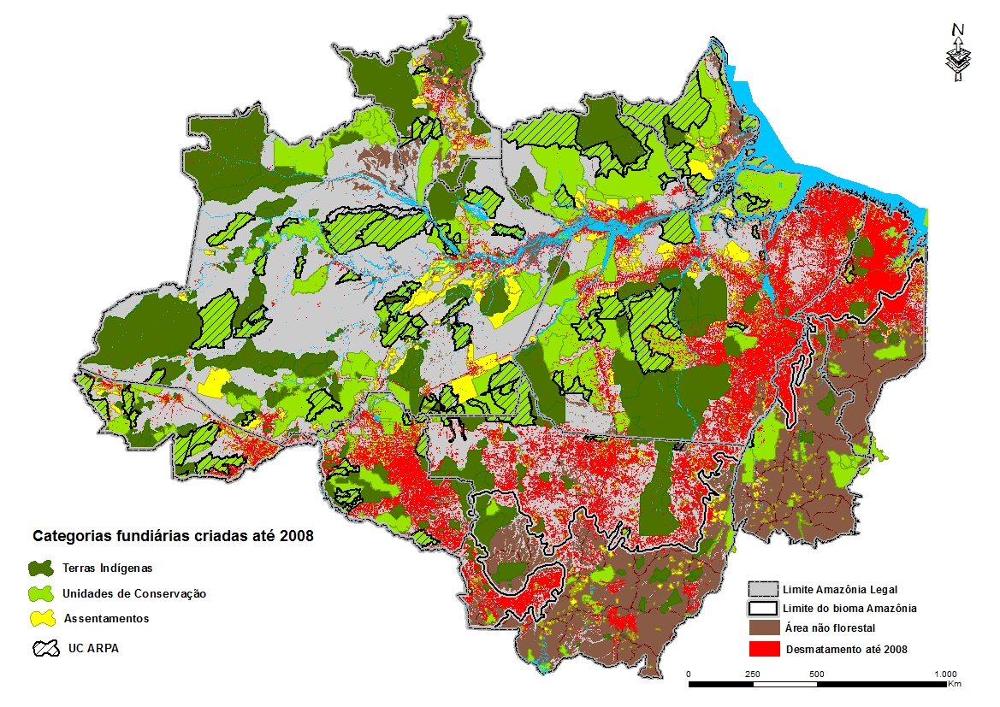 N
Categorias fundiárias criadas até 2008
Terras Indígenas
Unidades de Conservação
Assentamentos
UC ARPA
Limite Amazônia Legal
Limite do bioma Amazônia
Área não florestal
Desmatamento até 2008
0 250 500 1.000
Km